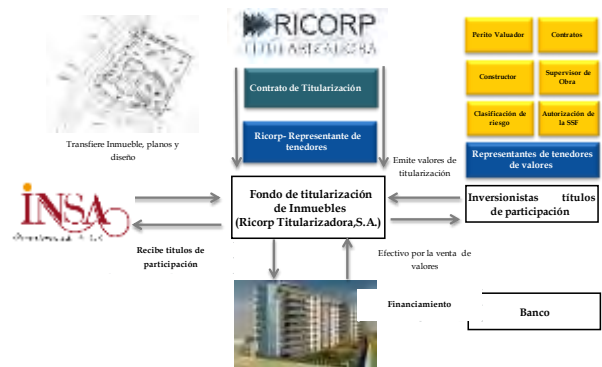 RICORP
TITULARIZADORA
Perito Valuador
Contratos
Constructor
Supervisor de
Obra
Clasificación de
riesgo
Autorización de
la SSF
Representantes de tenedores
de valores
Contrato de Titularización
Ricorp- Representante de
tenedores
Transfiere Inmueble, planos y
diseño
Emite valores de
titularización
INSA
Fondo de titularización
de Inmuebles
(Ricorp Titularizadora,S.A.)
Inversionistas títulos
de participación
Recibe títulos de
participación
Efectivo por la venta de
valores
Financiamiento
Banco